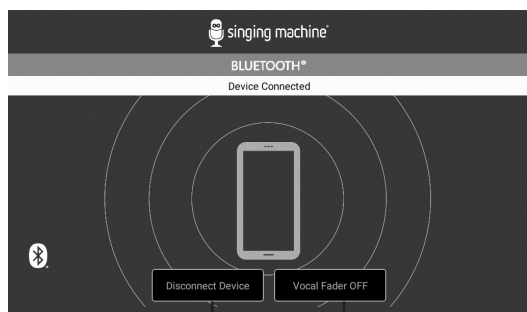 singing machine®
BLUETOOTH®
Device Connected
Disconnect Device
Vocal Fader OFF